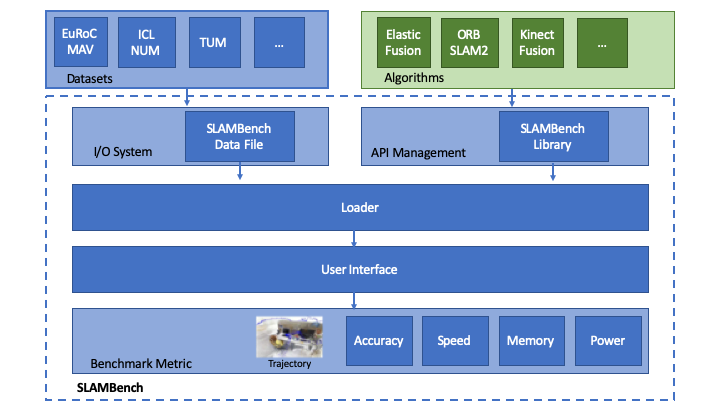 EuRoC
MAV
ICL
NUM
TUM
...
Datasets
Elastic
Fusion
ORB
SLAM2
Kinect
Fusion
...
Algorithms
I/O System
SLAMBench
Data File
API Management
SLAMBench
Library
Loader
User Interface
Benchmark Metric
Trajectory
Accuracy
Speed
Memory
Power
SLAMBench